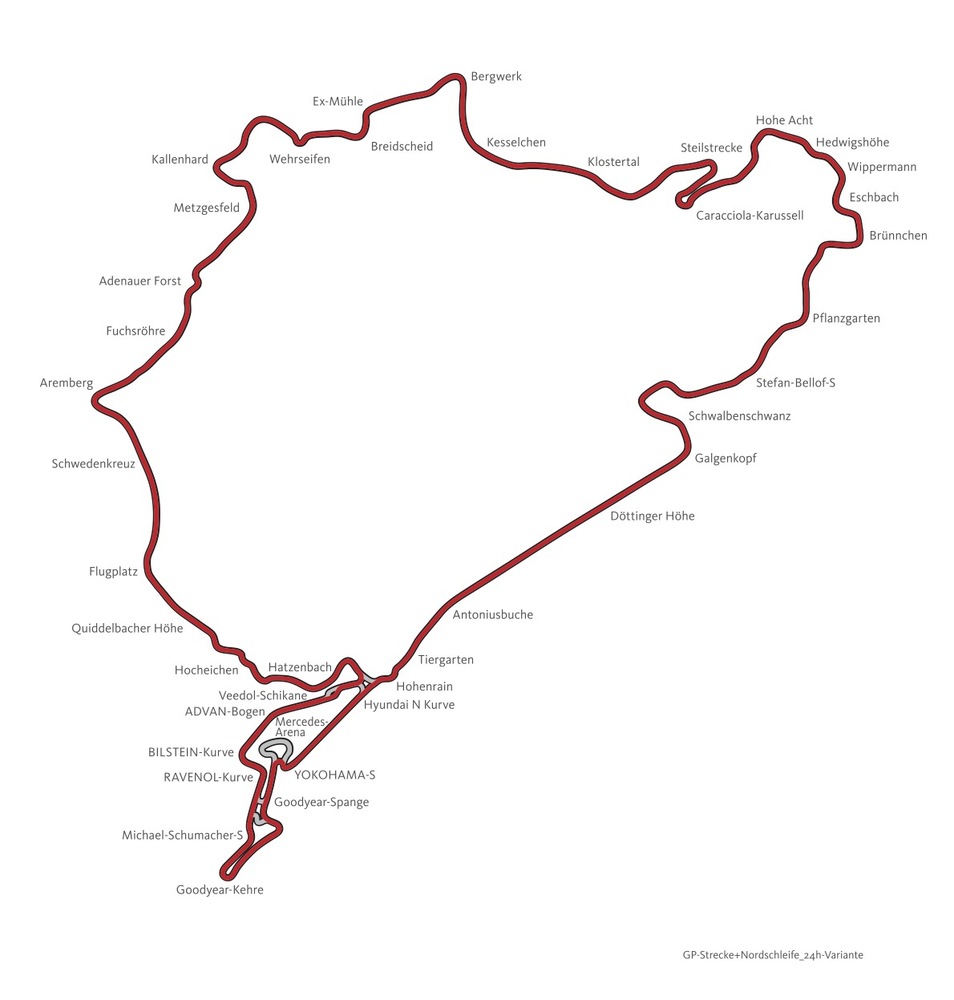 Bergwerk
Ex-Mühle
Hohe Acht
Breidscheid
Kesselchen
Steilstrecke
Hedwigshöhe
Kallenhard
Wehrseifen
Klostertal
Wippermann
Eschbach
Metzgesfeld
Caracciola-Karussell
Brünnchen
Adenauer Forst
Pflanzgarten
Fuchsröhre
Aremberg
Stefan-Bellof-S
Schwalbenschwanz
Schwedenkreuz
Galgenkopf
Döttinger Höhe
Flugplatz
Antoniusbuche
Quiddelbacher Höhe
Tiergarten
Hocheichen
Hatzenbach
Hohenrain
Veedol-Schikane
Hyundai N Kurve
ADVAN-Bogen
Mercedes-
Arena
BILSTEIN-Kurve
RAVENOL-Kurve
YOKOHAMA-S
Goodyear-Spange
Michael-Schumacher-S
Goodyear-Kehre
GP-Strecke+Nordschleife_24h-Variante